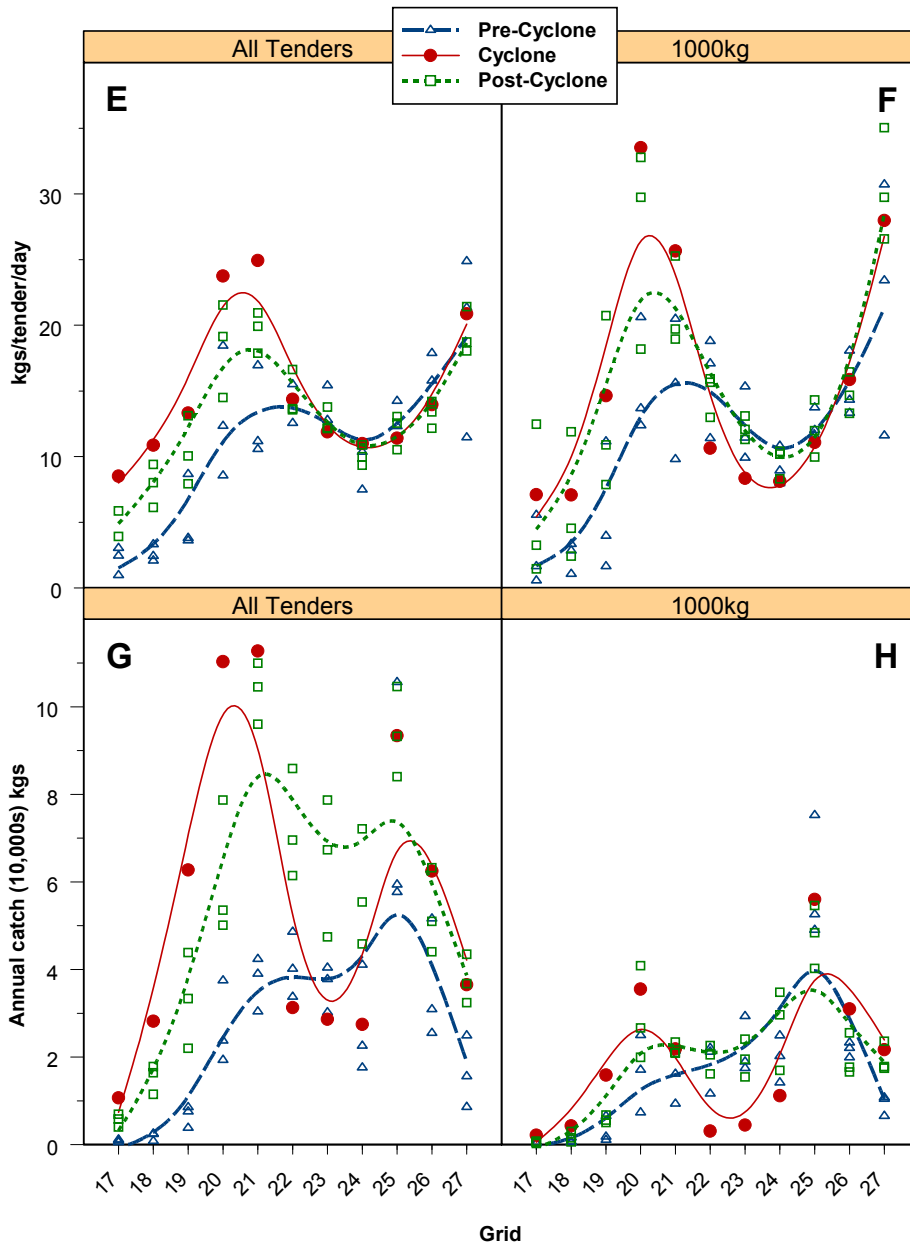 Pre-Cyclone
Cyclone
Post-Cyclone
All Tenders
1000kg
E
F
kgs/tender/day
30
20
10
0
All Tenders
1000kg
G
H
Annual catch (10,000s) kgs
10
8
6
4
2
0
17 18 19 20 21 22 23 24 25 26 27
17 18 19 20 21 22 23 24 25 26 27
Grid